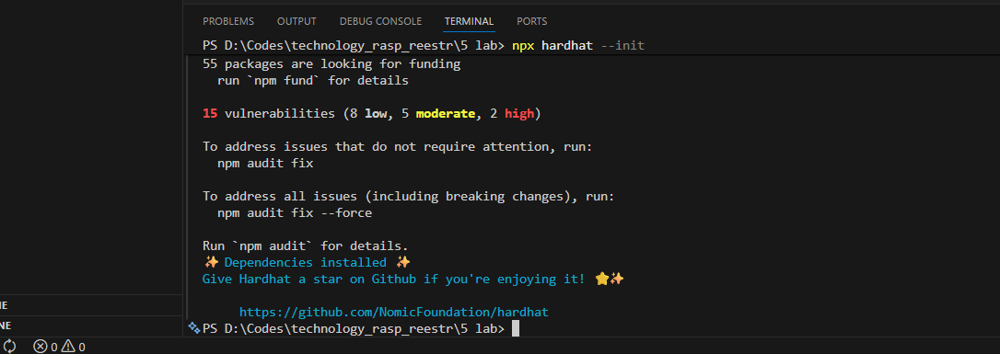 PROBLEMS OUTPUT DEBUG CONSOLE TERMINAL PORTS
PS D:\Codes\technology_rasp_reestr\5 lab> npx hardhat --init
55 packages are looking for funding
run `npm fund` for details
15 vulnerabilities (8 low, 5 moderate, 2 high)
To address issues that do not require attention, run:
npm audit fix
To address all issues (including breaking changes), run:
npm audit fix --force
Run `npm audit` for details.
✨ Dependencies installed ✨
Give Hardhat a star on Github if you're enjoying it! ⭐✨
https://github.com/NomicFoundation/hardhat
PS D:\Codes\technology_rasp_reestr\5 lab>
NE
NE
0 0